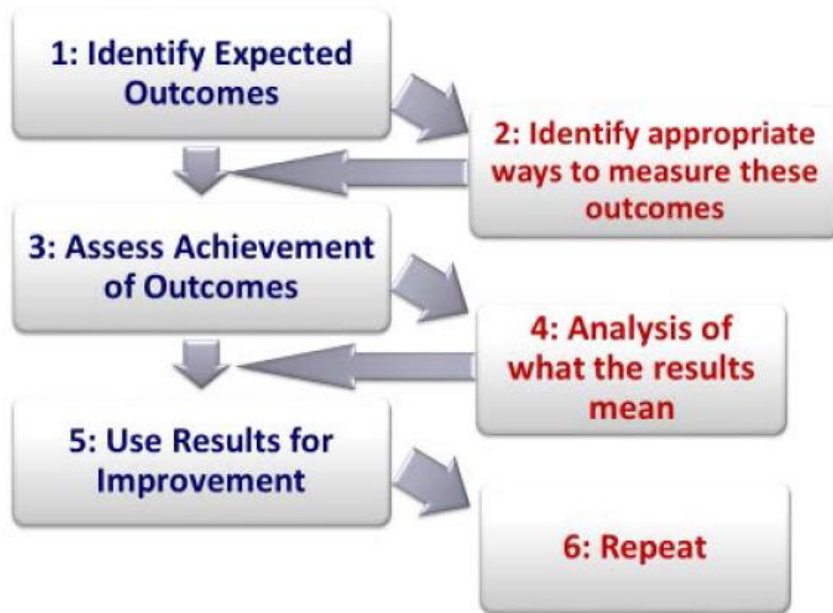 1: Identify Expected
Outcomes
2: Identify appropriate
ways to measure these
outcomes
3: Assess Achievement
of Outcomes
4: Analysis of
what the results
mean
5: Use Results for
Improvement
6: Repeat